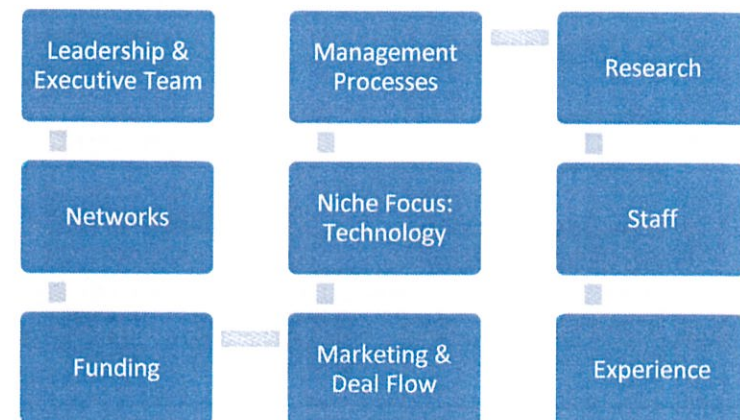 Leadership &
Executive Team
Networks
Funding
Marketing &
Deal Flow
Niche Focus:
Technology
Management
Processes
Research
Staff
Experience